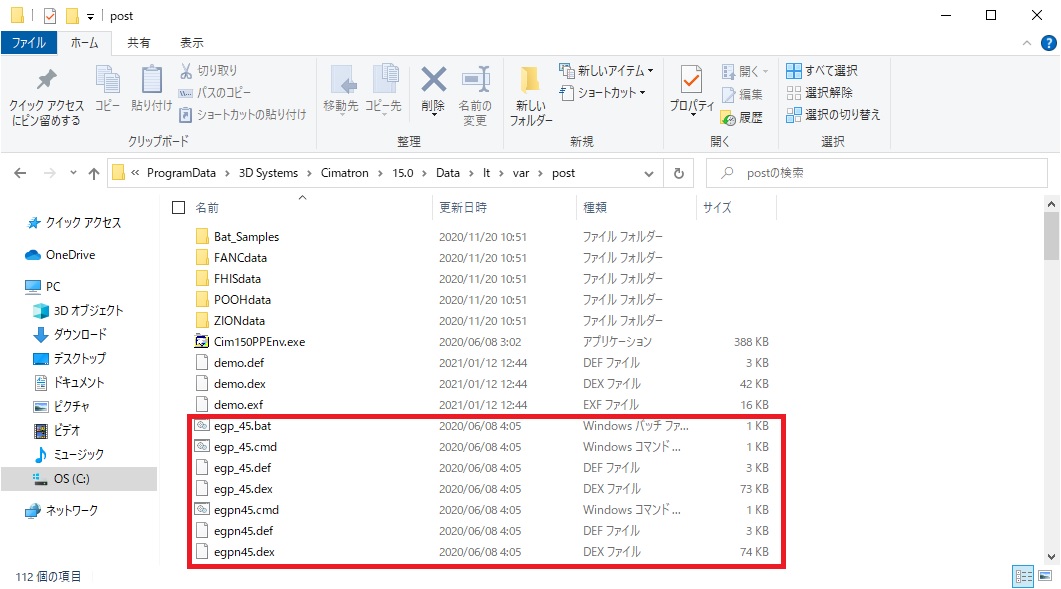 post
ファイル ホーム 共有 表示
クイック アクセス
にピン留めする
コピー
貼り付け
切り取り
パスのコピー
ショートカットの貼り付け
クリップボード
移動先
コピー先
削除
名前の
変更
整理
新しい
フォルダー
新しいアイテム
ショートカット
新規
プロパティ
開く
編集
履歴
開く
すべて選択
選択解除
選択の切り替え
選択
« ProgramData › 3D Systems › Cimatron › 15.0 › Data › It › var › post
postの検索
クイック アクセス
OneDrive
PC
3D オブジェクト
ダウンロード
デスクトップ
ドキュメント
ピクチャ
ビデオ
ミュージック
OS (C:)
ネットワーク
名前 更新日時 種類 サイズ
Bat_Samples 2020/11/20 10:51 ファイル フォルダー
FANCdata 2020/11/20 10:51 ファイル フォルダー
FHISdata 2020/11/20 10:51 ファイル フォルダー
POOHdata 2020/11/20 10:51 ファイル フォルダー
ZIONdata 2020/11/20 10:51 ファイル フォルダー
Cim150PPEnv.exe 2020/06/08 3:02 アプリケーション 388 KB
demo.def 2021/01/12 12:44 DEF ファイル 3 KB
demo.dex 2021/01/12 12:44 DEX ファイル 42 KB
demo.exf 2021/01/12 12:44 EXF ファイル 16 KB
egp_45.bat 2020/06/08 4:05 Windows バッチ ファ... 1 KB
egp_45.cmd 2020/06/08 4:05 Windows コマンド ... 1 KB
egp_45.def 2020/06/08 4:05 DEF ファイル 3 KB
egp_45.dex 2020/06/08 4:05 DEX ファイル 73 KB
egpn45.cmd 2020/06/08 4:05 Windows コマンド ... 1 KB
egpn45.def 2020/06/08 4:05 DEF ファイル 3 KB
egpn45.dex 2020/06/08 4:05 DEX ファイル 74 KB
112 個の項目